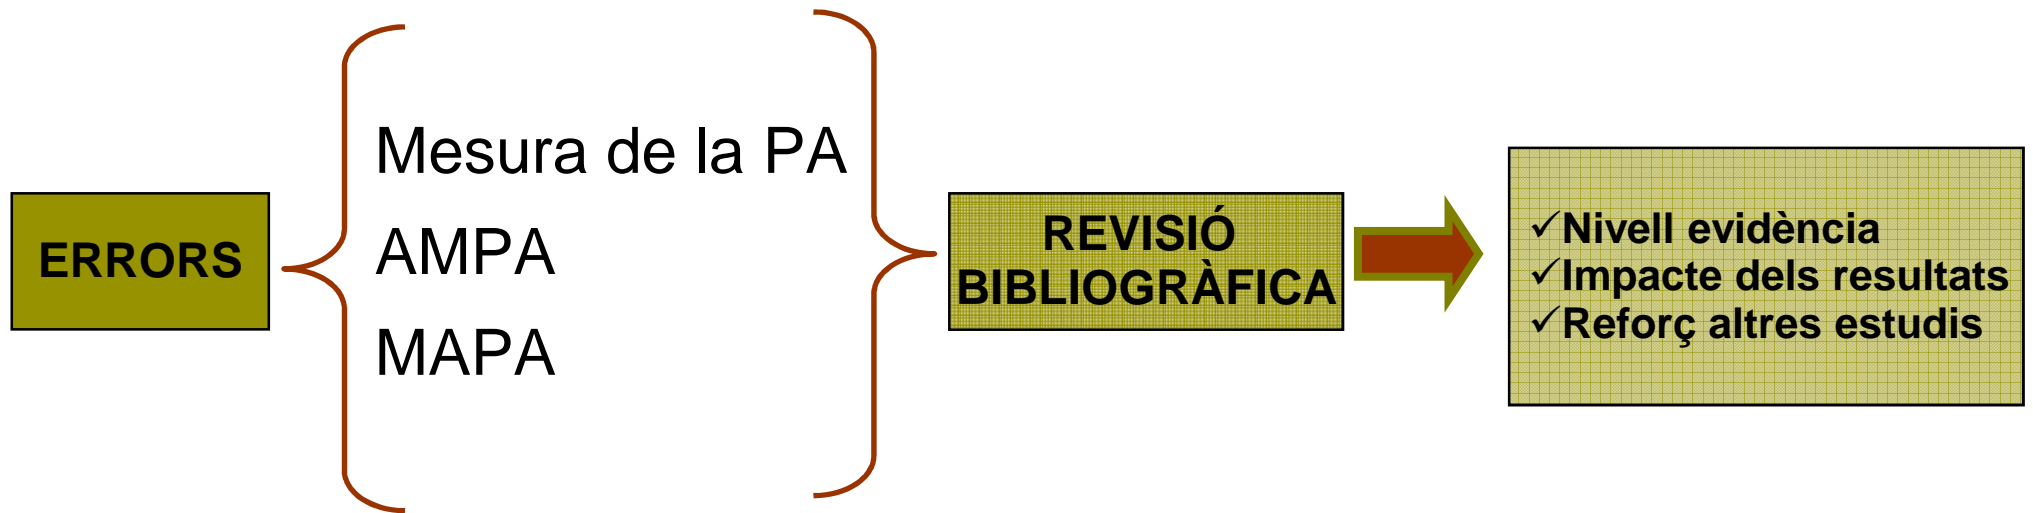 ERRORS
Mesura de la PA
AMPA
MAPA
REVISIÓ
BIBLIOGRÀFICA
✓Nivell evidència
✓Impacte dels resultats
✓Reforç altres estudis